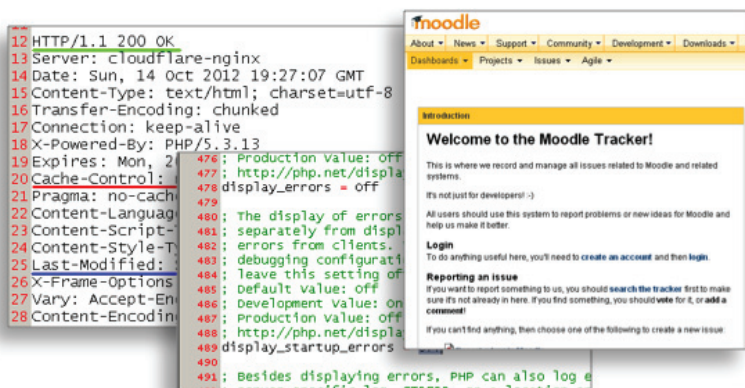 12 HTTP/1.1 200 OK
13 Server: cloudflare-nginx
14 Date: Sun, 14 Oct 2012 19:27:07 GMT
15 Content-Type: text/html; charset=utf-8
16 Transfer-Encoding: chunked
17 Connection: keep-alive
18 X-Powered-By: PHP/5.3.13
19 Expires: Mon,
20 Cache-Control:
21 Pragma: no-cach
22 Content-Languag
23 Content-Script-
24 Content-Style-Ty
25 Last-Modified:
26 X-Frame-Options
27 Vary: Accept-En
28 Content-Encodin
476 ; Production Value: Off
477 ; http://php.net/displa
478 display_errors = Off
479
480 ; The display of errors
481 ; separately from displ
482 ; errors from clients.
483 ; debugging configurati
484 ; leave this setting of
485 ; Default Value: Off
486 ; Development Value: On
487 ; Production Value: Off
488 ; http://php.net/displa
489 display_startup_errors
490
491 ; Besides displaying errors, PHP can also log e
moodle
About News Support Community Development Downloads
Dashboards Projects Issues Agile
Introduction
Welcome to the Moodle Tracker!
This is where we record and manage all issues related to Moodle and related
systems.
It's not just for developers! :-)
All users should use this system to report problems or new ideas for Moodle and
help us make it better.
Login
To do anything useful here, you'll need to create an account and then login.
Reporting an issue
If you want to report something to us, you should search the tracker first to make
sure it's not already in here. If you find something, you should vote for it, or add a
comment!
If you can't find anything, then choose one of the following to create a new issue: